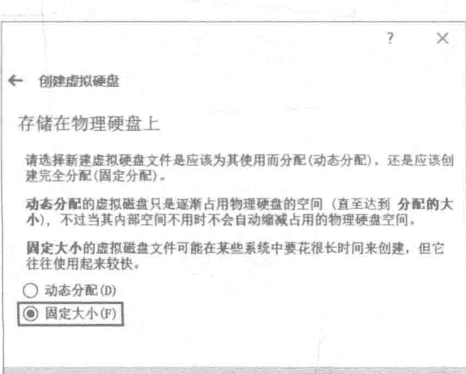 ? ×
← 创建虚拟硬盘
存储在物理硬盘上
请选择新建虚拟硬盘文件是应该为其使用而分配(动态分配)，还是应该创
建完全分配(固定分配)。
动态分配的虚拟磁盘只是逐渐占用物理硬盘的空间（直至达到 分配的大
小），不过当其内部空间不用时不会自动缩减占用的物理硬盘空间。
固定大小的虚拟磁盘文件可能在某些系统中要花很长时间来创建，但它
往往使用起来较快。
动态分配(D)
固定大小(F)